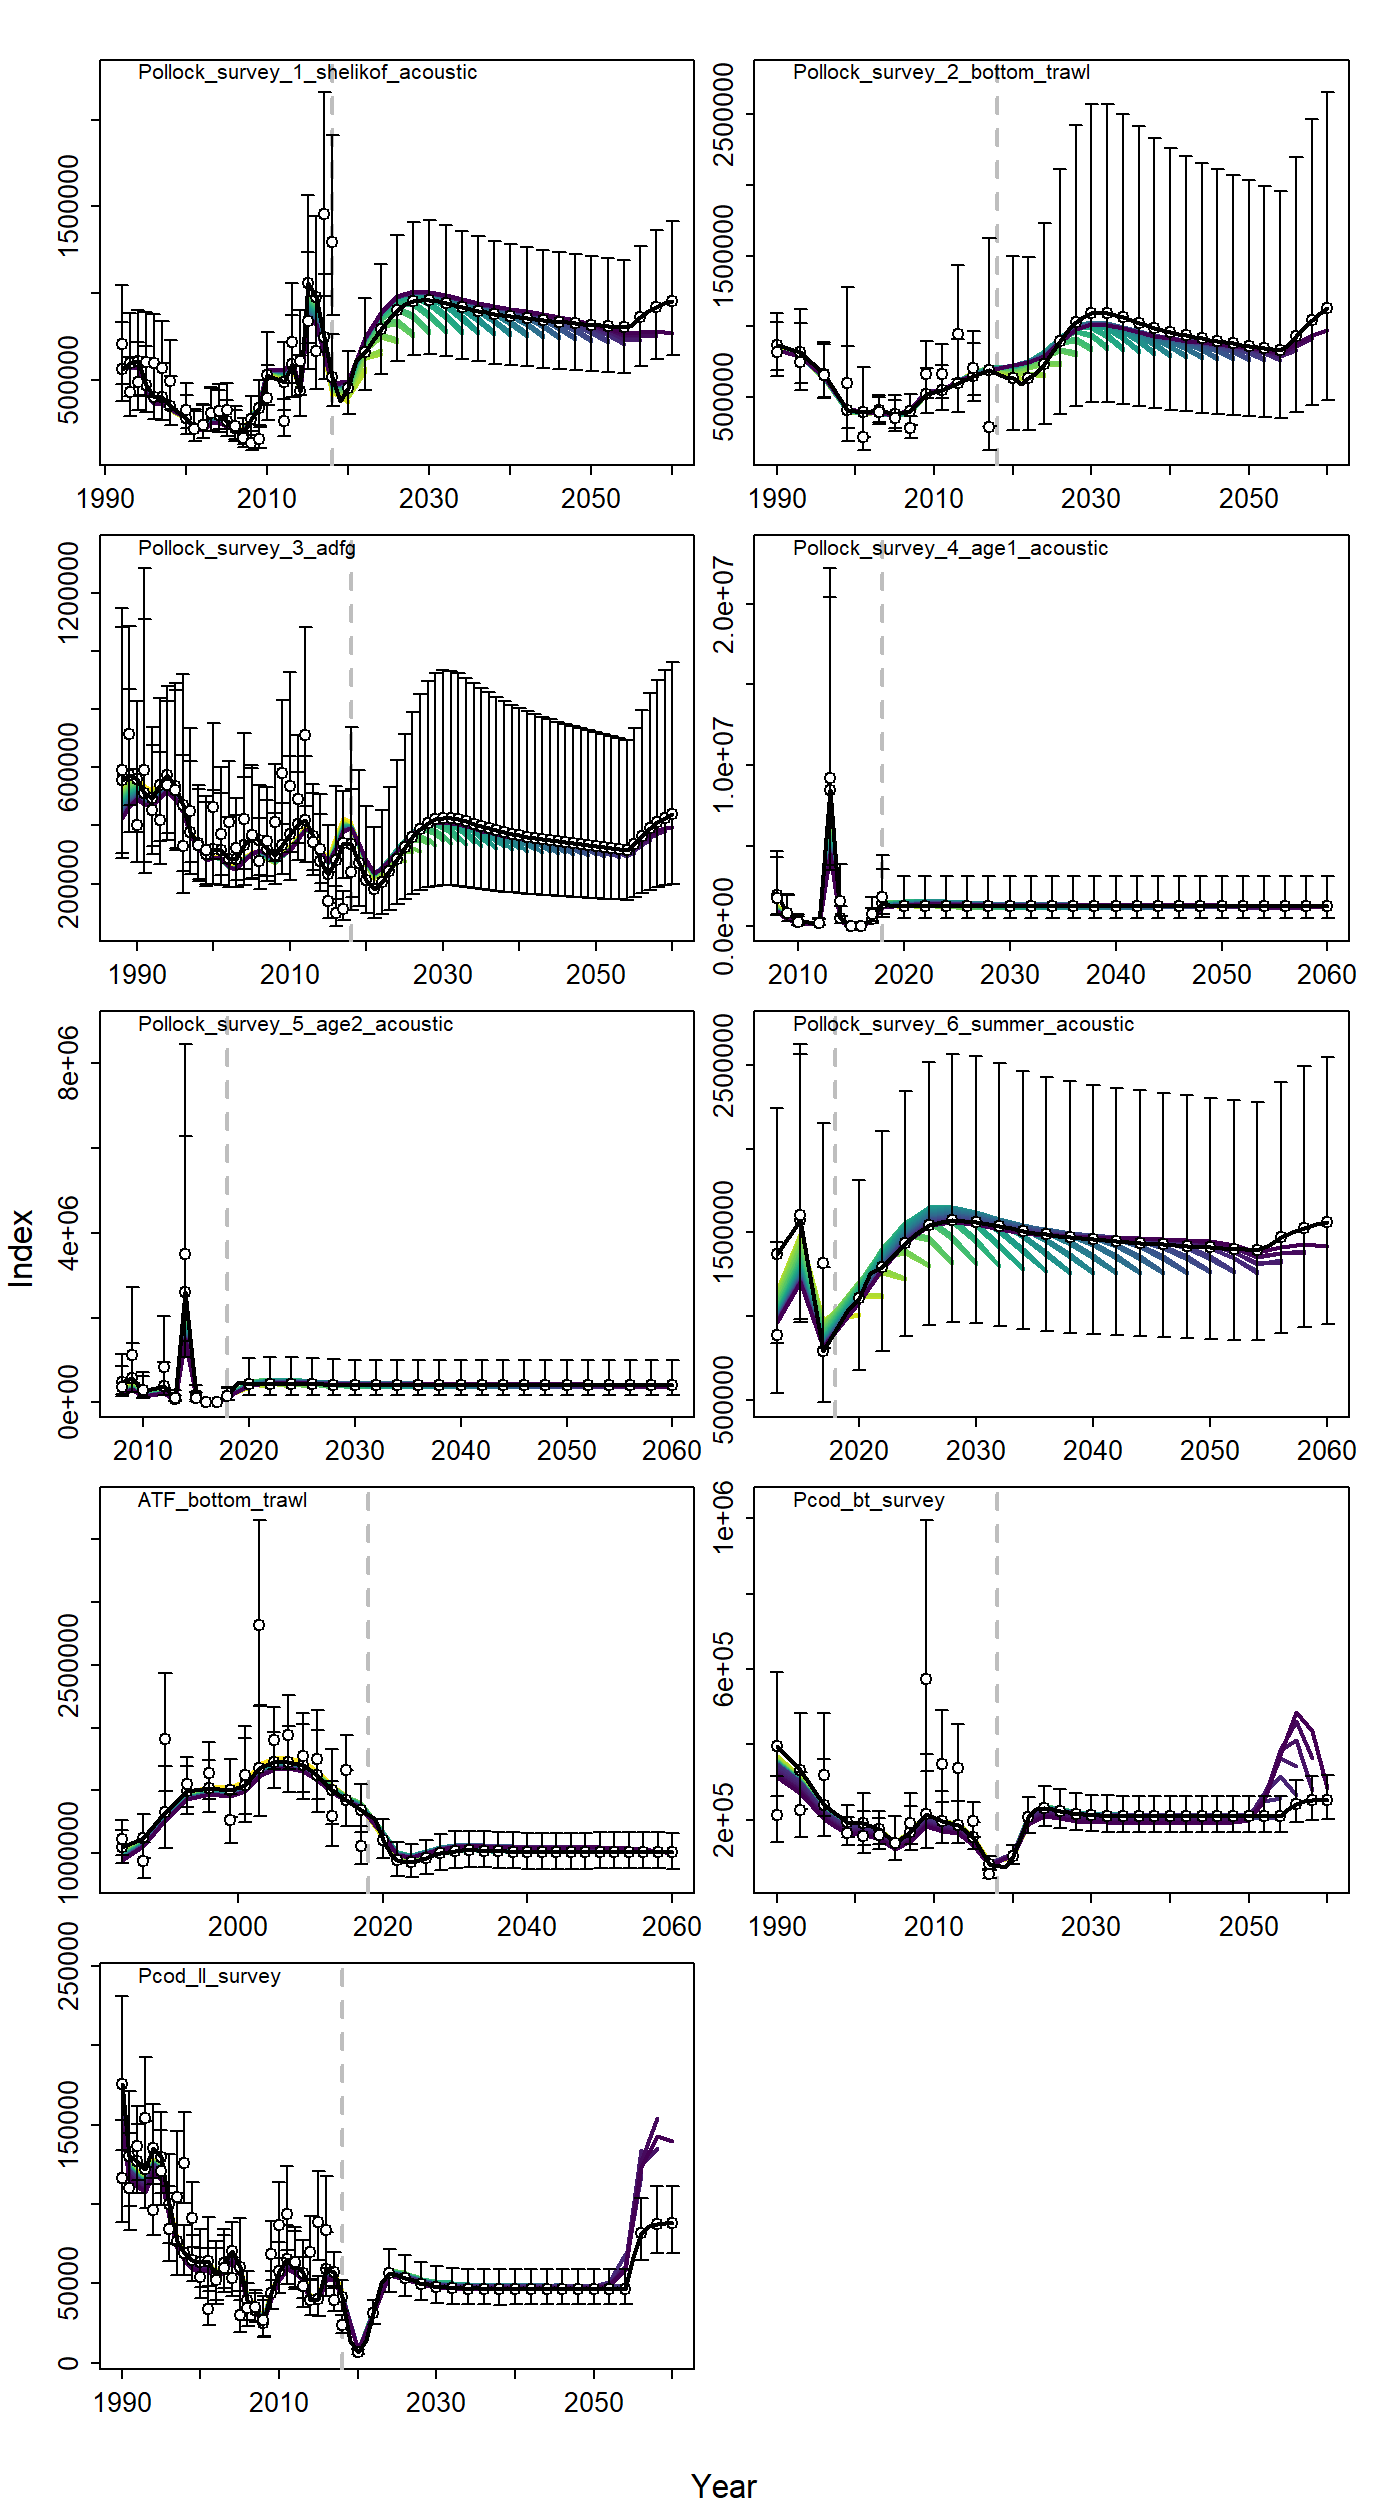 Pollock_survey_1_shelikof_acoustic
500000 1500000
1990 2010 2030 2050
Pollock_survey_2_bottom_trawl
500000 1500000 2500000
1990 2010 2030 2050
Pollock_survey_3_adfg
200000 600000 1200000
1990 2010 2030 2050
Pollock_survey_4_age1_acoustic
0.0e+00 1.0e+07 2.0e+07
2010 2020 2030 2040 2050 2060
Pollock_survey_5_age2_acoustic
0e+00 4e+06 8e+06
2010 2020 2030 2040 2050 2060
Pollock_survey_6_summer_acoustic
500000 1500000 2500000
2020 2030 2040 2050 2060
Index
ATF_bottom_trawl
1000000 2500000
2000 2020 2040 2060
Pcod_bt_survey
2e+05 6e+05 1e+06
1990 2010 2030 2050
Pcod_ll_survey
0 50000 150000 250000
1990 2010 2030 2050
Year